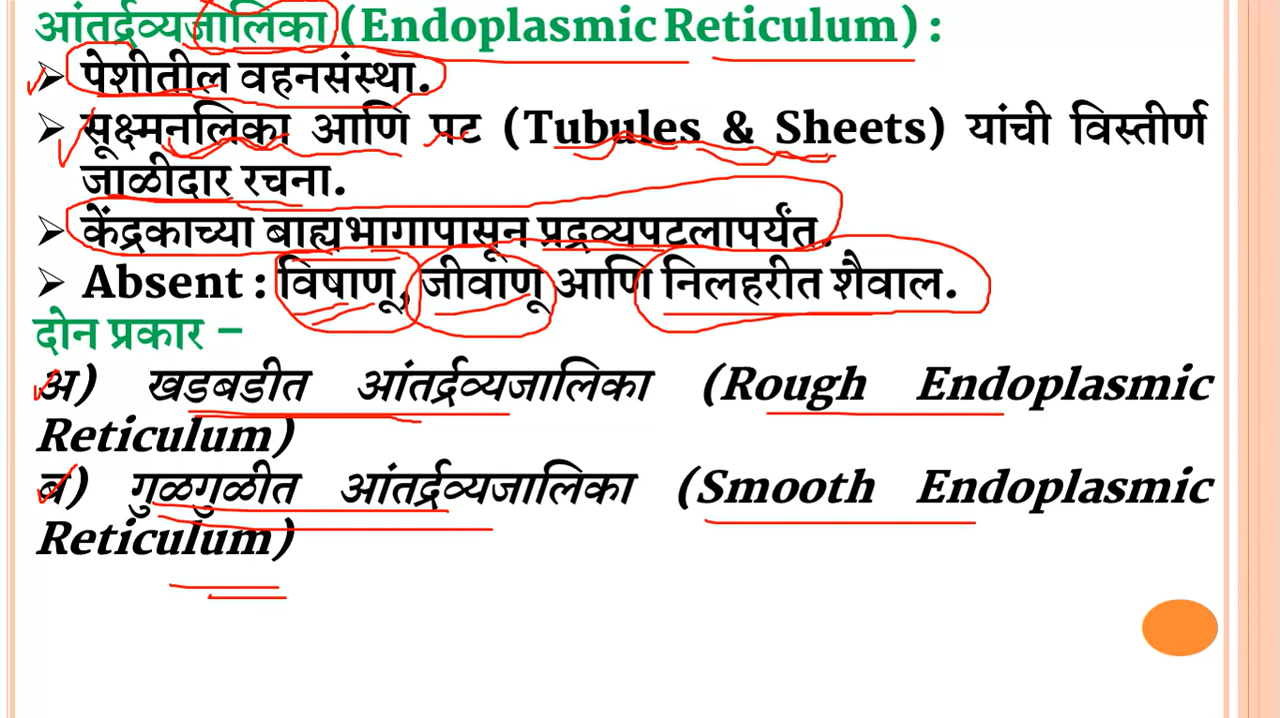 आंतर्द्रव्यजालिका (Endoplasmic Reticulum) :
➢ पेशीतील वहनसंस्था.
➢ सूक्ष्मनलिका आणि पट (Tubules & Sheets) यांची विस्तीर्ण
जाळीदार रचना.
➢ केंद्रकाच्या बाह्यभागापासून प्रद्रव्यपटलापर्यंत.
➢ Absent : विषाणू, जीवाणू आणि निलहरीत शैवाल.
दोन प्रकार –
अ) खडबडीत आंतर्द्रव्यजालिका (Rough Endoplasmic
Reticulum)
ब) गुळगुळीत आंतर्द्रव्यजालिका (Smooth Endoplasmic
Reticulum)